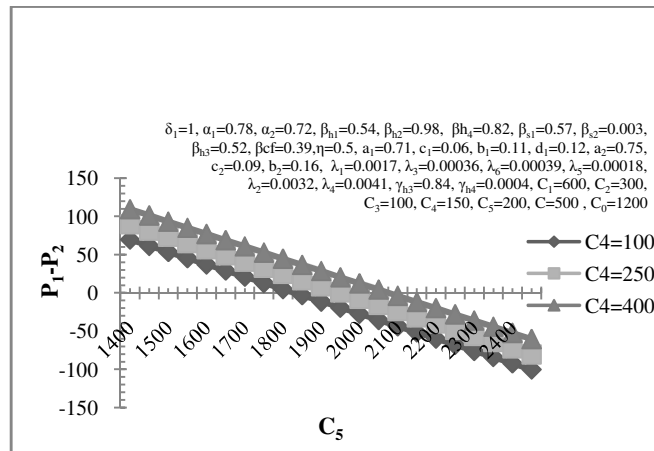 δ₁=1, α₁=0.78, α₂=0.72, βₕ₁=0.54, βₕ₂=0.98, βh₄=0.82, βₛ₁=0.57, βₛ₂=0.003,
βₕ₃=0.52, βcf=0.39,η=0.5, a₁=0.71, c₁=0.06, b₁=0.11, d₁=0.12, a₂=0.75,
c₂=0.09, b₂=0.16, λ₁=0.0017, λ₃=0.00036, λ₆=0.00039, λ₅=0.00018,
λ₂=0.0032, λ₄=0.0041, γₕ₃=0.84, γₕ₄=0.0004, C₁=600, C₂=300,
C₃=100, C₄=150, C₅=200, C=500 , C₀=1200
150
100
50
0
-50
-100
-150
P₁-P₂
1400
1500
1600
1700
1800
1900
2000
2100
2200
2300
2400
C₅
C4=100
C4=250
C4=400